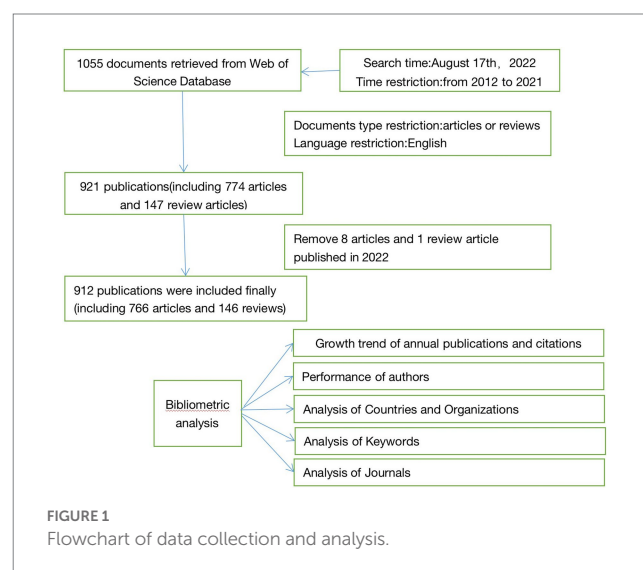 1055 documents retrieved from Web of
Science Database
Search time:August 17th, 2022
Time restriction:from 2012 to 2021
Documents type restriction:articles or reviews
Language restriction:English
921 publications(including 774 articles
and 147 review articles)
Remove 8 articles and 1 review article
published in 2022
912 publications were included finally
(including 766 articles and 146 reviews)
Growth trend of annual publications and citations
Performance of authors
Bibliometric
analysis
Analysis of Countries and Organizations
Analysis of Keywords
Analysis of Journals
FIGURE 1
Flowchart of data collection and analysis.